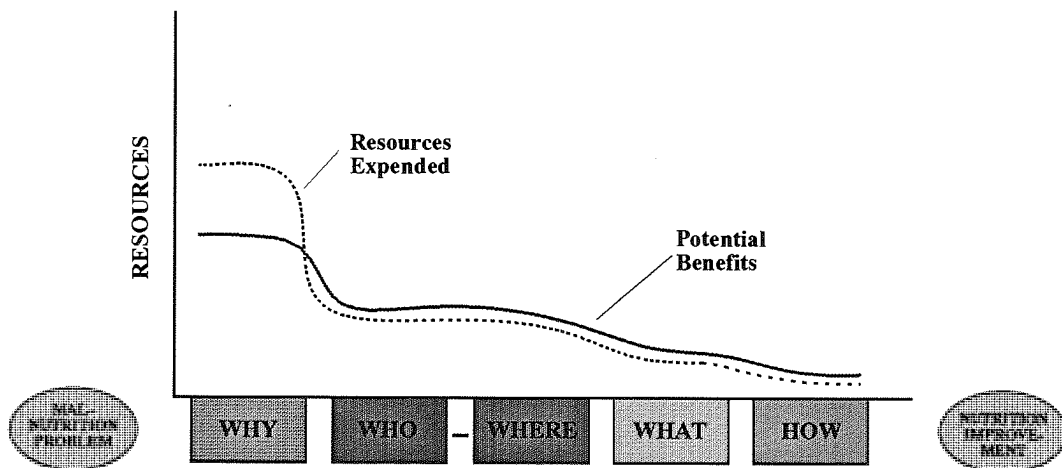 RESOURCES
Resources
Expended
Potential
Benefits
MAL-
NUTRITION
PROBLEM
WHY
WHO – WHERE
WHAT
HOW
NUTRITION
IMPROVE-
MENT